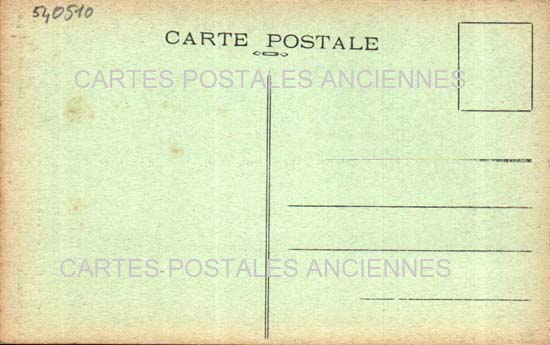 540510
CARTE POSTALE
CARTES POSTALES ANCIENNES
CARTES POSTALES ANCIENNES